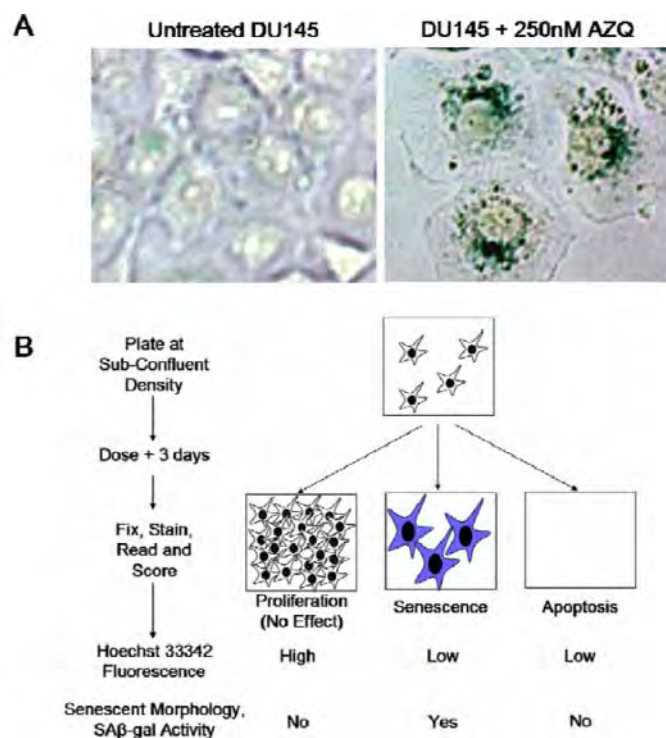 A
Untreated DU145
DU145 + 250nM AZQ
B
Plate at
Sub-Confluent
Density
Dose + 3 days
Fix, Stain,
Read and
Score
Proliferation
(No Effect)
Senescence
Apoptosis
Hoechst 33342
Fluorescence
High
Low
Low
Senescent Morphology,
SAβ-gal Activity
No
Yes
No